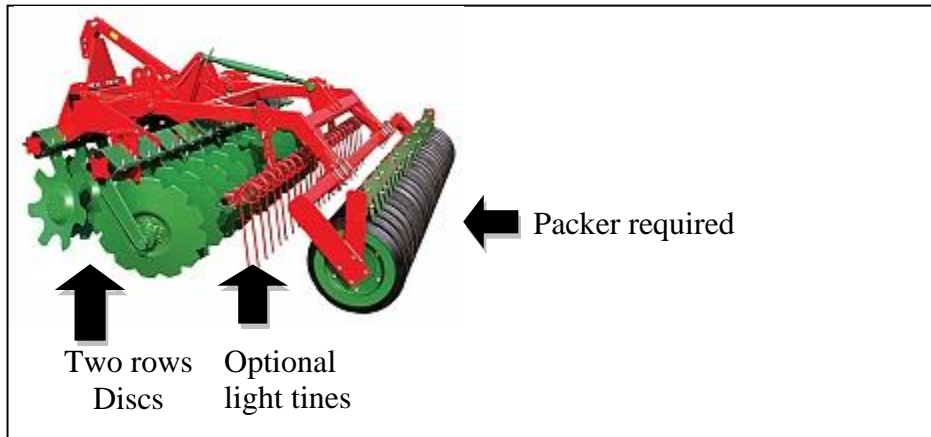 Packer required
Two rows
Discs
Optional
light tines